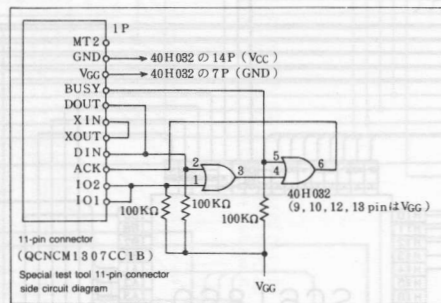 1P
MT2
GND
40H032の14P(VCC)
VGG
40H032の7P(GND)
BUSY
DOUT
XIN
XOUT
DIN
ACK
IO2
IO1
2
1
3
5
4
6
40H032
(9, 10, 12, 13 pinはVGG)
100KΩ
100KΩ
100KΩ
VGG
11-pin connector
(QCNCM1307CC1B)
Special test tool 11-pin connector
side circuit diagram